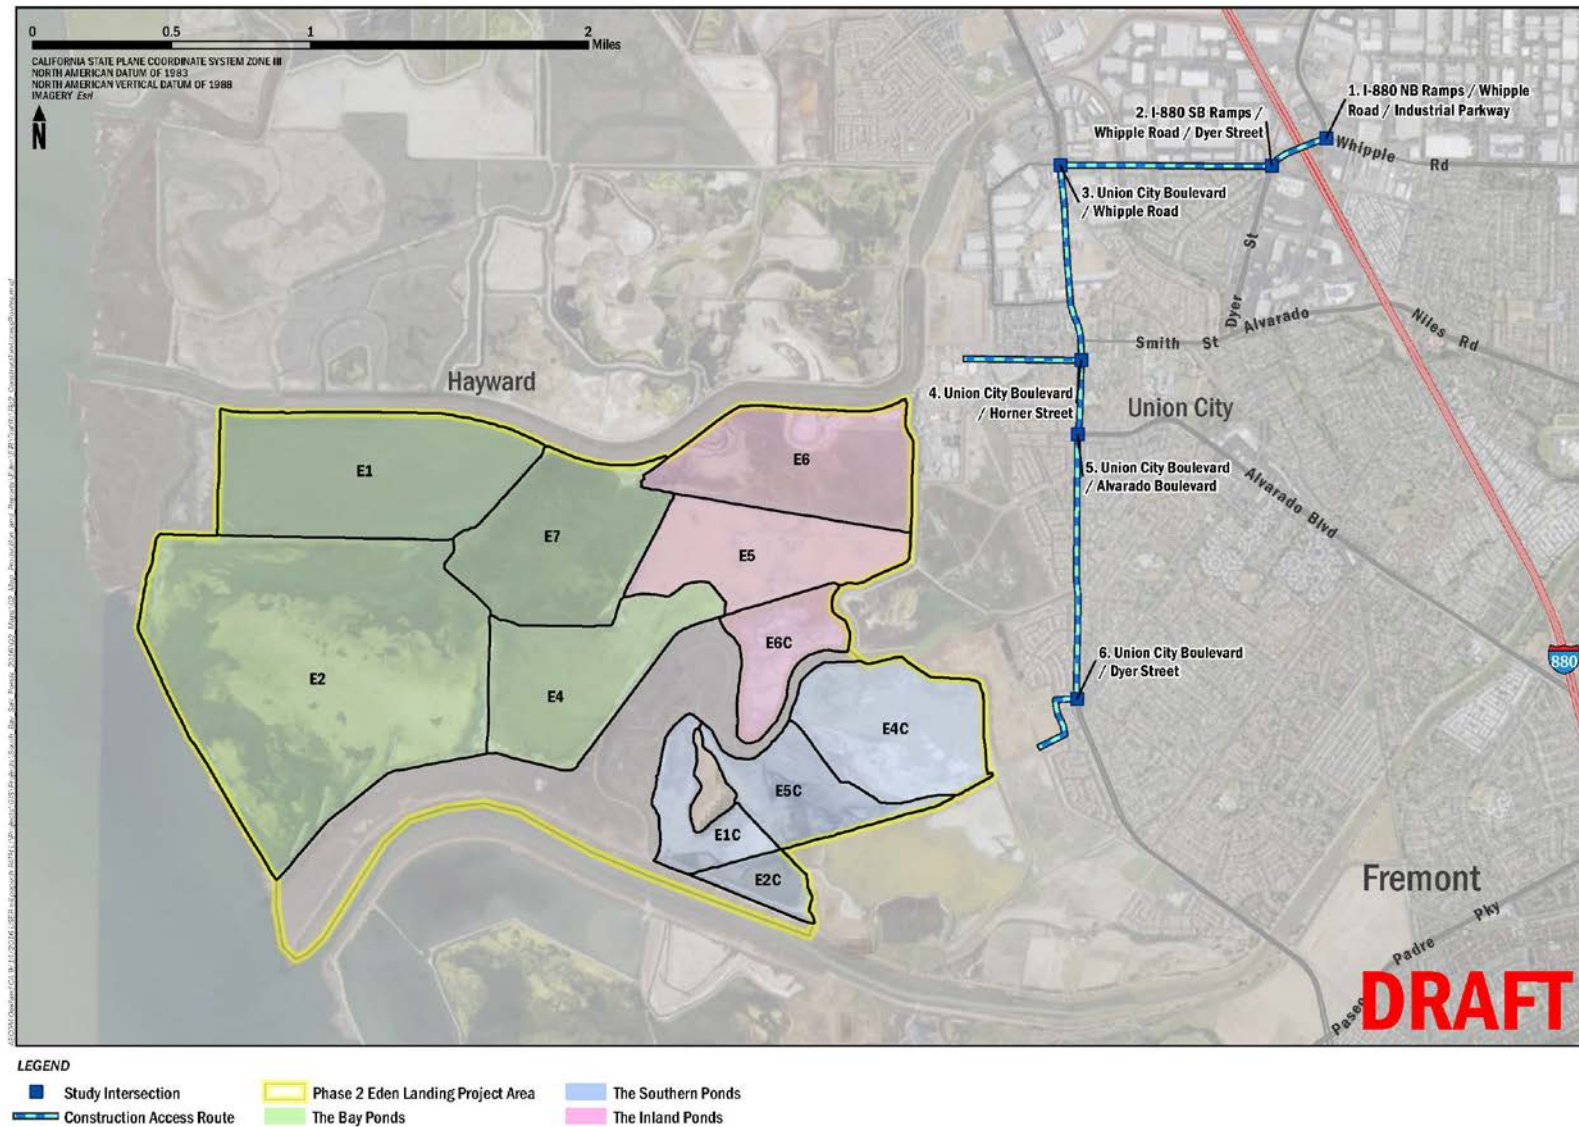 0 0.5 1 2
Miles
CALIFORNIA STATE PLANE COORDINATE SYSTEM ZONE III
NORTH AMERICAN DATUM OF 1983
NORTH AMERICAN VERTICAL DATUM OF 1988
IMAGERY Esri
N
1. I-880 NB Ramps / Whipple
Road / Industrial Parkway
2. I-880 SB Ramps /
Whipple Road / Dyer Street
Whipple Rd
3. Union City Boulevard
/ Whipple Road
Dyer St
Smith St
Alvarado
Niles Rd
Hayward
4. Union City Boulevard
/ Horner Street
Union City
5. Union City Boulevard
/ Alvarado Boulevard
Alvarado Blvd
E1
E6
E7
E5
E6C
E2
E4
6. Union City Boulevard
/ Dyer Street
880
E4C
E5C
E1C
E2C
Fremont
Paseo Padre Pky
DRAFT
LEGEND
Study Intersection
Phase 2 Eden Landing Project Area
The Southern Ponds
Construction Access Route
The Bay Ponds
The Inland Ponds